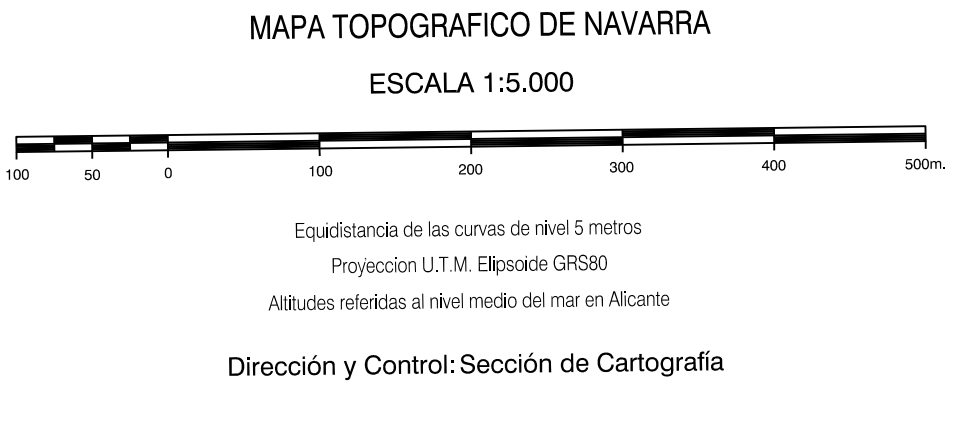 MAPA TOPOGRAFICO DE NAVARRA
ESCALA 1:5.000
100 50 0 100 200 300 400 500m.
Equidistancia de las curvas de nivel 5 metros
Proyeccion U.T.M. Elipsoide GRS80
Altitudes referidas al nivel medio del mar en Alicante
Dirección y Control: Sección de Cartografía